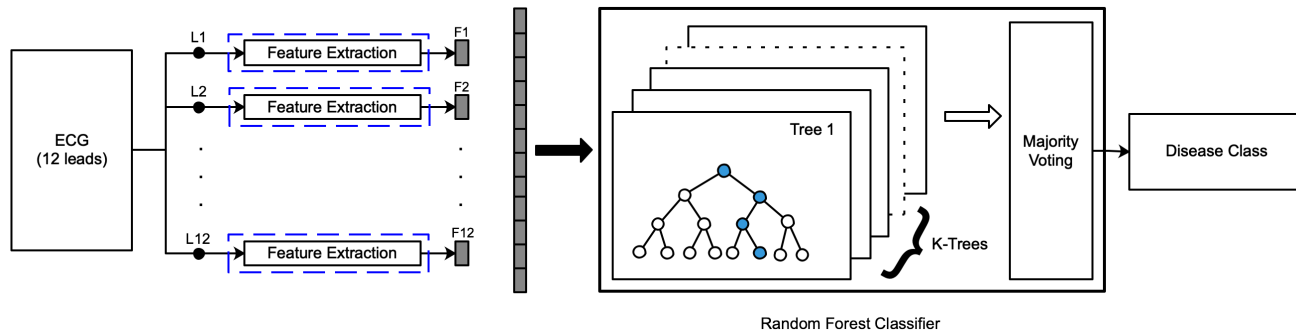 ECG
(12 leads)
L1
Feature Extraction
F1
L2
Feature Extraction
F2
L12
Feature Extraction
F12
Tree 1
K-Trees
Majority
Voting
Disease Class
Random Forest Classifier